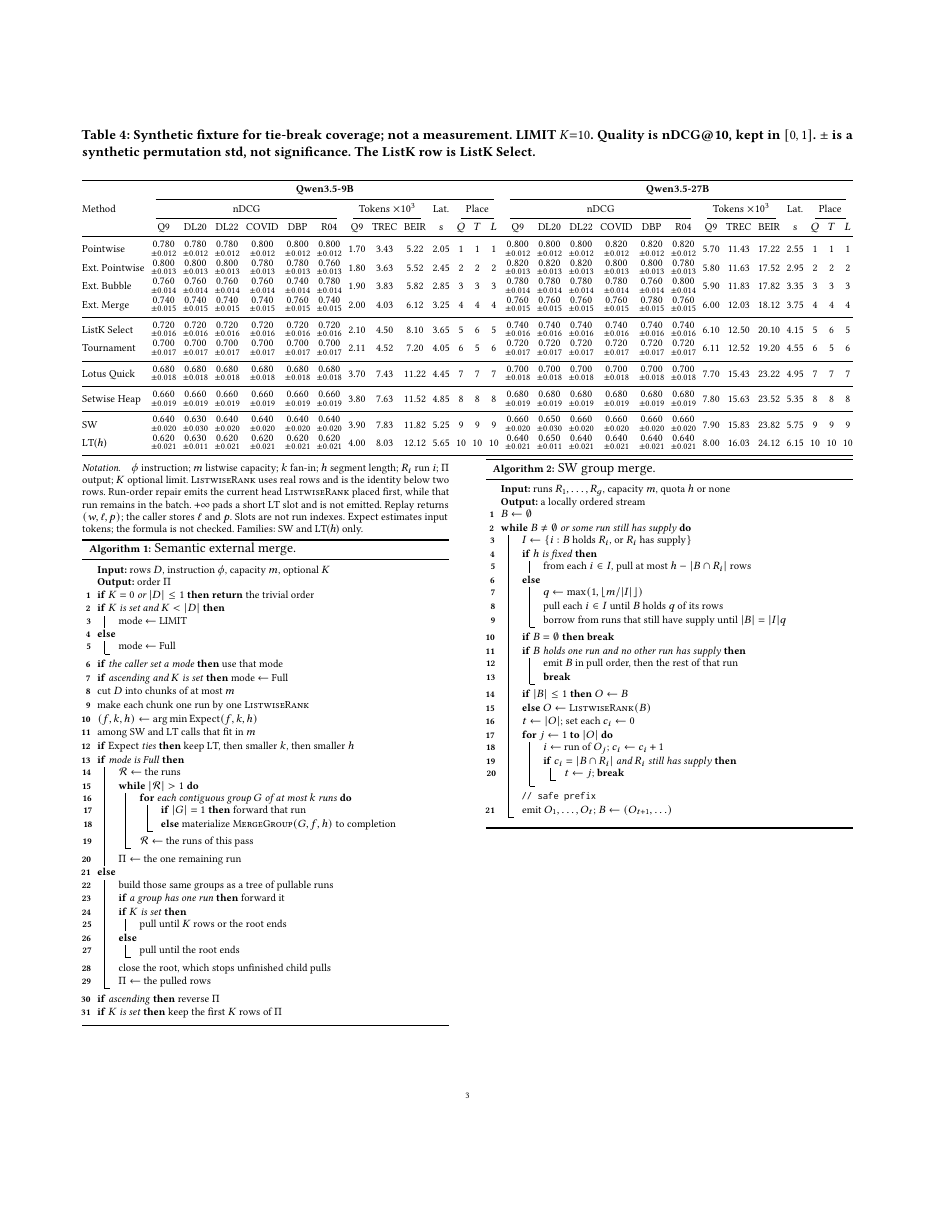 Table 4: Synthetic fixture for tie-break coverage; not a measurement. LIMIT K=10. Quality is nDCG@10, kept in [0, 1]. ± is a
synthetic permutation std, not significance. The ListK row is ListK Select.
Qwen3.5-9B Qwen3.5-27B
Method nDCG Tokens ×10³ Lat. Place nDCG Tokens ×10³ Lat. Place
Q9 DL20 DL22 COVID DBP R04 Q9 TREC BEIR s Q T L Q9 DL20 DL22 COVID DBP R04 Q9 TREC BEIR s Q T L
Pointwise 0.780 0.780 0.780 0.800 0.800 0.800 1.70 3.43 5.22 2.05 1 1 1 0.800 0.800 0.800 0.820 0.820 0.820 5.70 11.43 17.22 2.55 1 1 1
±0.012 ±0.012 ±0.012 ±0.012 ±0.012 ±0.012 ±0.012 ±0.012 ±0.012 ±0.012 ±0.012 ±0.012
Ext. Pointwise 0.800 0.800 0.800 0.780 0.780 0.760 1.80 3.63 5.52 2.45 2 2 2 0.820 0.820 0.820 0.800 0.800 0.780 5.80 11.63 17.52 2.95 2 2 2
±0.013 ±0.013 ±0.013 ±0.013 ±0.013 ±0.013 ±0.013 ±0.013 ±0.013 ±0.013 ±0.013 ±0.013
Ext. Bubble 0.760 0.760 0.760 0.760 0.740 0.780 1.90 3.83 5.82 2.85 3 3 3 0.780 0.780 0.780 0.780 0.760 0.800 5.90 11.83 17.82 3.35 3 3 3
±0.014 ±0.014 ±0.014 ±0.014 ±0.014 ±0.014 ±0.014 ±0.014 ±0.014 ±0.014 ±0.014 ±0.014
Ext. Merge 0.740 0.740 0.740 0.740 0.760 0.740 2.00 4.03 6.12 3.25 4 4 4 0.760 0.760 0.760 0.760 0.780 0.760 6.00 12.03 18.12 3.75 4 4 4
±0.015 ±0.015 ±0.015 ±0.015 ±0.015 ±0.015 ±0.015 ±0.015 ±0.015 ±0.015 ±0.015 ±0.015
ListK Select 0.720 0.720 0.720 0.720 0.720 0.720 2.10 4.50 8.10 3.65 5 6 5 0.740 0.740 0.740 0.740 0.740 0.740 6.10 12.50 20.10 4.15 5 6 5
±0.016 ±0.016 ±0.016 ±0.016 ±0.016 ±0.016 ±0.016 ±0.016 ±0.016 ±0.016 ±0.016 ±0.016
Tournament 0.700 0.700 0.700 0.700 0.700 0.700 2.11 4.52 7.20 4.05 6 5 6 0.720 0.720 0.720 0.720 0.720 0.720 6.11 12.52 19.20 4.55 6 5 6
±0.017 ±0.017 ±0.017 ±0.017 ±0.017 ±0.017 ±0.017 ±0.017 ±0.017 ±0.017 ±0.017 ±0.017
Lotus Quick 0.680 0.680 0.680 0.680 0.680 0.680 3.70 7.43 11.22 4.45 7 7 7 0.700 0.700 0.700 0.700 0.700 0.700 7.70 15.43 23.22 4.95 7 7 7
±0.018 ±0.018 ±0.018 ±0.018 ±0.018 ±0.018 ±0.018 ±0.018 ±0.018 ±0.018 ±0.018 ±0.018
Setwise Heap 0.660 0.660 0.660 0.660 0.660 0.660 3.80 7.63 11.52 4.85 8 8 8 0.680 0.680 0.680 0.680 0.680 0.680 7.80 15.63 23.52 5.35 8 8 8
±0.019 ±0.019 ±0.019 ±0.019 ±0.019 ±0.019 ±0.019 ±0.019 ±0.019 ±0.019 ±0.019 ±0.019
SW 0.640 0.630 0.640 0.640 0.640 0.640 3.90 7.83 11.82 5.25 9 9 9 0.660 0.650 0.660 0.660 0.660 0.660 7.90 15.83 23.82 5.75 9 9 9
±0.020 ±0.030 ±0.020 ±0.020 ±0.020 ±0.020 ±0.020 ±0.030 ±0.020 ±0.020 ±0.020 ±0.020
LT(h) 0.620 0.630 0.620 0.620 0.620 0.620 4.00 8.03 12.12 5.65 10 10 10 0.640 0.650 0.640 0.640 0.640 0.640 8.00 16.03 24.12 6.15 10 10 10
±0.021 ±0.011 ±0.021 ±0.021 ±0.021 ±0.021 ±0.021 ±0.011 ±0.021 ±0.021 ±0.021 ±0.021
Notation. ϕ instruction; m listwise capacity; k fan-in; h segment length; Rᵢ run i; Π
output; K optional limit. ListwiseRank uses real rows and is the identity below two
rows. Run-order repair emits the current head ListwiseRank placed first, while that
run remains in the batch. +∞ pads a short LT slot and is not emitted. Replay returns
(w, ℓ, p); the caller stores ℓ and p. Slots are not run indexes. Expect estimates input
tokens; the formula is not checked. Families: SW and LT(h) only.
Algorithm 1: Semantic external merge.
Input: rows D, instruction ϕ, capacity m, optional K
Output: order Π
1 if K = 0 or |D| ≤ 1 then return the trivial order
2 if K is set and K < |D| then
3 mode ← LIMIT
4 else
5 mode ← Full
6 if the caller set a mode then use that mode
7 if ascending and K is set then mode ← Full
8 cut D into chunks of at most m
9 make each chunk one run by one ListwiseRank
10 (f, k, h) ← arg min Expect(f, k, h)
11 among SW and LT calls that fit in m
12 if Expect ties then keep LT, then smaller k, then smaller h
13 if mode is Full then
14 R ← the runs
15 while |R| > 1 do
16 for each contiguous group G of at most k runs do
17 if |G| = 1 then forward that run
18 else materialize MergeGroup(G, f, h) to completion
19 R ← the runs of this pass
20 Π ← the one remaining run
21 else
22 build those same groups as a tree of pullable runs
23 if a group has one run then forward it
24 if K is set then
25 pull until K rows or the root ends
26 else
27 pull until the root ends
28 close the root, which stops unfinished child pulls
29 Π ← the pulled rows
30 if ascending then reverse Π
31 if K is set then keep the first K rows of Π
Algorithm 2: SW group merge.
Input: runs R₁, . . . , R_g, capacity m, quota h or none
Output: a locally ordered stream
1 B ← ∅
2 while B ≠ ∅ or some run still has supply do
3 I ← {i : B holds Rᵢ, or Rᵢ has supply}
4 if h is fixed then
5 from each i ∈ I, pull at most h − |B ∩ Rᵢ| rows
6 else
7 q ← max(1, ⌊m/|I|⌋)
8 pull each i ∈ I until B holds q of its rows
9 borrow from runs that still have supply until |B| = |I|q
10 if B = ∅ then break
11 if B holds one run and no other run has supply then
12 emit B in pull order, then the rest of that run
13 break
14 if |B| ≤ 1 then O ← B
15 else O ← ListwiseRank(B)
16 t ← |O|; set each cᵢ ← 0
17 for j ← 1 to |O| do
18 i ← run of Oⱼ; cᵢ ← cᵢ + 1
19 if cᵢ = |B ∩ Rᵢ| and Rᵢ still has supply then
20 t ← j; break
// safe prefix
21 emit O₁, . . . , Oₜ; B ← (Oₜ₊₁, . . .)
3